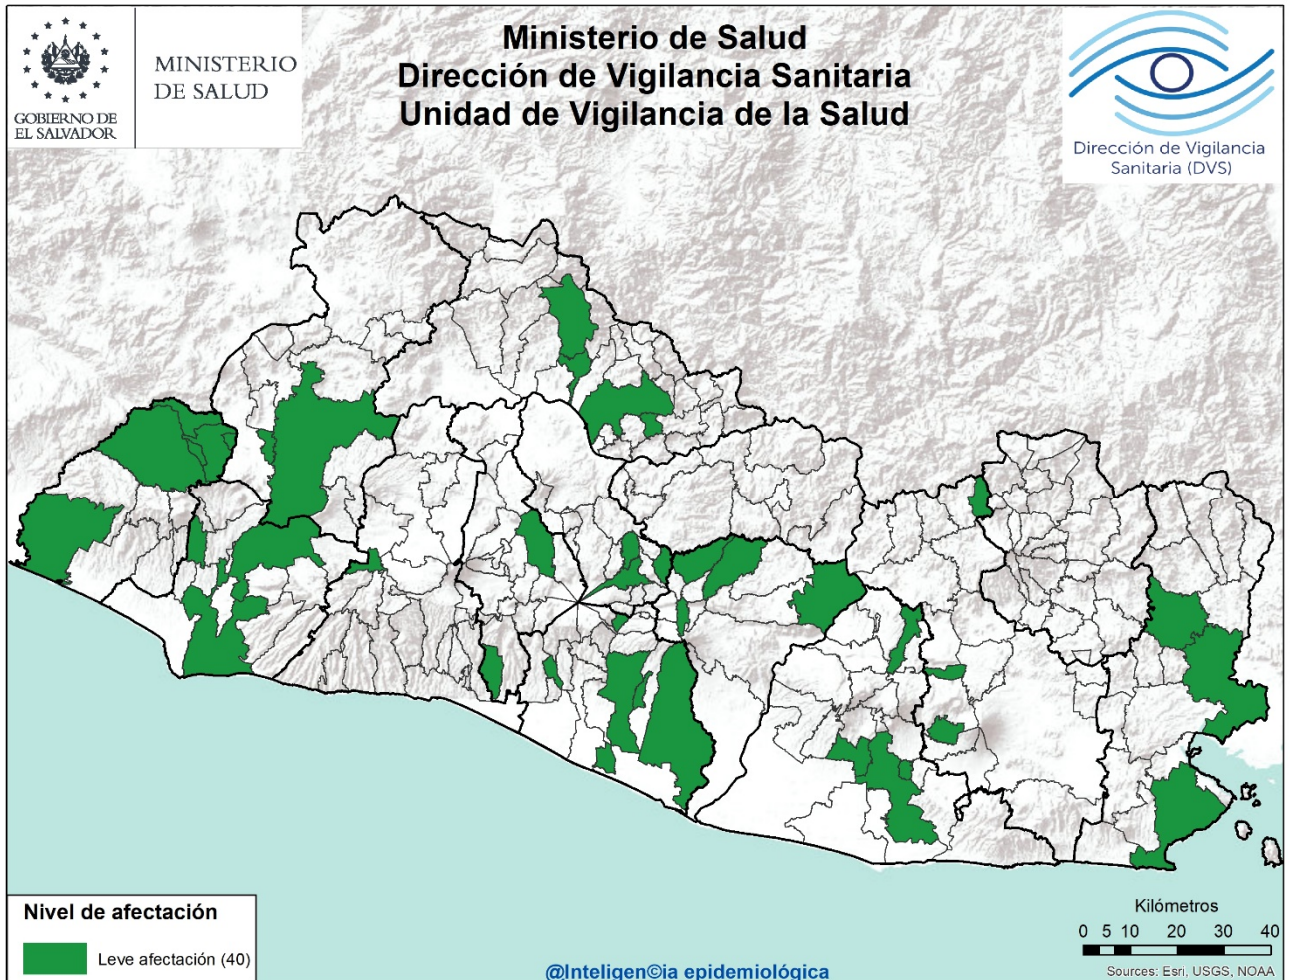 Ministerio de Salud
Dirección de Vigilancia Sanitaria
Unidad de Vigilancia de la Salud
GOBIERNO DE
EL SALVADOR
MINISTERIO
DE SALUD
Dirección de Vigilancia
Sanitaria (DVS)
Nivel de afectación
Leve afectación (40)
@Inteligen©ia epidemiológica
Kilómetros
0 5 10 20 30 40
Sources: Esri, USGS, NOAA